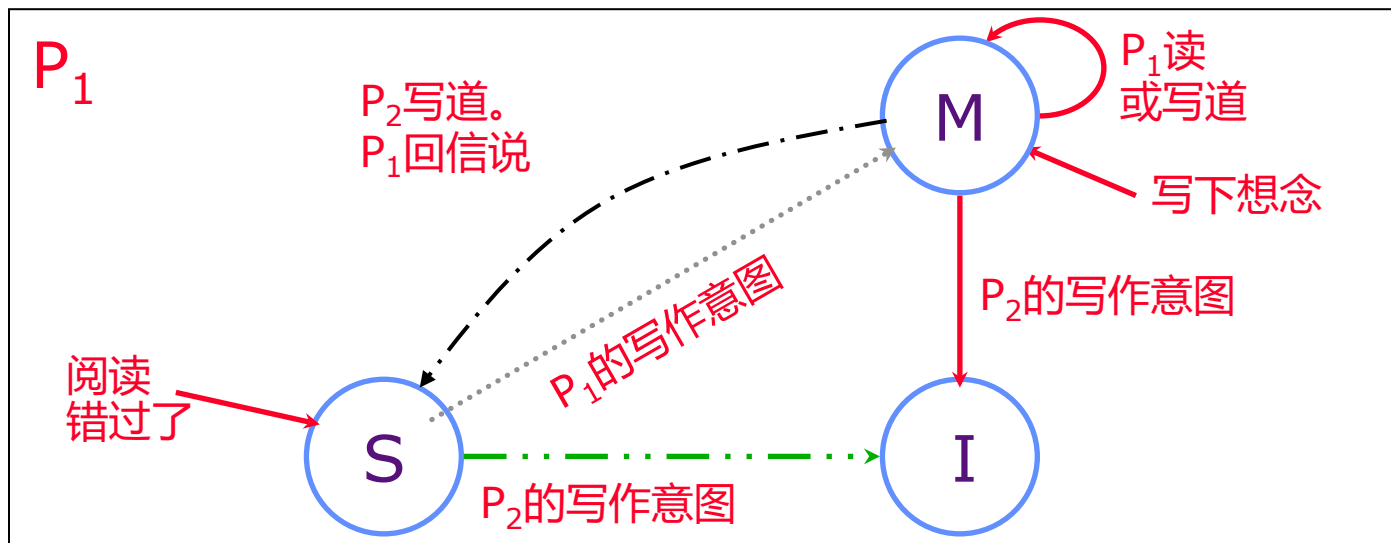 P₁
P₁读
或写道
P₂写道。
P₁回信说
M
写下想念
P₁的写作意图
P₂的写作意图
阅读
错过了
S
I
P₂的写作意图